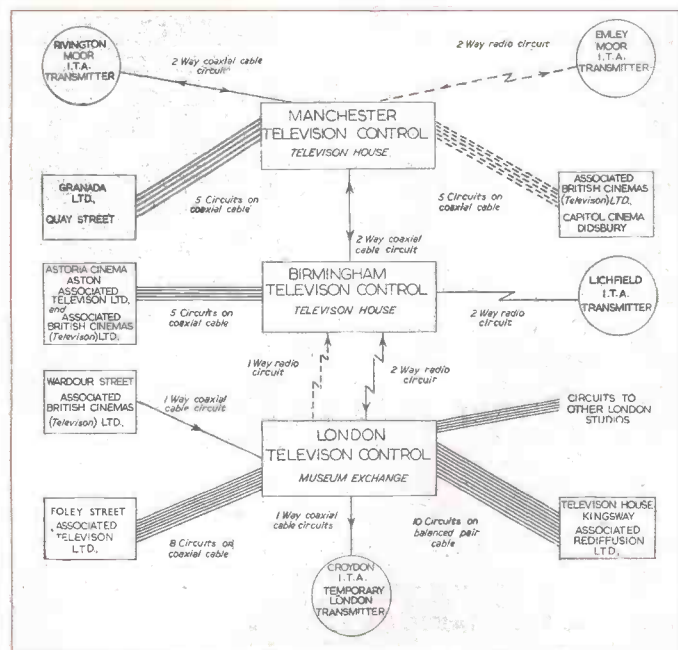 RIVINGTON
MOOR
I.T.A.
TRANSMITTER
2 Way coaxial cable
circuit
2 Way radio circuit
EMLEY
MOOR
I.T.A.
TRANSMITTER
MANCHESTER
TELEVISION CONTROL
TELEVISON HOUSE
GRANADA
LTD.,
QUAY STREET
5 Circuits on
coaxial cable
5 Circuits on
coaxial cable
ASSOCIATED
BRITISH CINEMAS
(Televison) LTD.,
CAPITOL CINEMA
DIDSBURY
2 Way coaxial
cable circuit
ASTORIA CINEMA
ASTON
ASSOCIATED
TELEVISON LTD.
and
ASSOCIATED
BRITISH CINEMAS
(Televison) LTD.
5 Circuits on
coaxial cable
BIRMINGHAM
TELEVISON CONTROL
TELEVISON HOUSE
2 Way radio
circuit
LICHFIELD
I.T.A.
TRANSMITTER
1 Way radio
circuit
2 Way radio
circuit
WARDOUR STREET
ASSOCIATED
BRITISH CINEMAS
(Televison) LTD.
1 Way coaxial
cable circuit
LONDON
TELEVISON CONTROL
MUSEUM EXCHANGE
CIRCUITS TO
OTHER LONDON
STUDIOS
FOLEY STREET
ASSOCIATED
TELEVISON
LTD.
8 Circuits on
coaxial cable
1 Way coaxial
cable circuits
10 Circuits on
balanced pair
cable
TELEVISON HOUSE
KINGSWAY
ASSOCIATED
REDIFFUSION
LTD.
CROYDON
I.T.A.
TEMPORARY
LONDON
TRANSMITTER